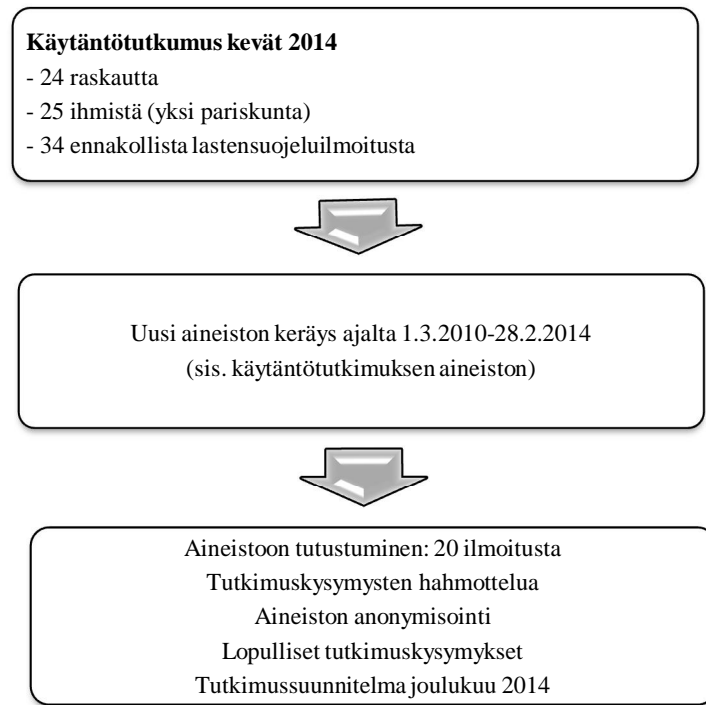 Käytäntötutkumus kevät 2014
- 24 raskautta
- 25 ihmistä (yksi pariskunta)
- 34 ennakollista lastensuojeluilmoitusta
Uusi aineiston keräys ajalta 1.3.2010-28.2.2014
(sis. käytäntötutkimuksen aineiston)
Aineistoon tutustuminen: 20 ilmoitusta
Tutkimuskysymysten hahmottelua
Aineiston anonymisointi
Lopulliset tutkimuskysymykset
Tutkimussuunnitelma joulukuu 2014